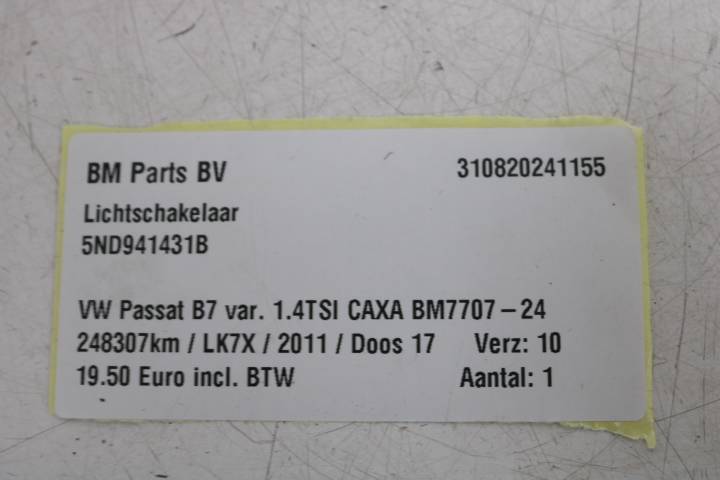 BM Parts BV 310820241155
Lichtschakelaar
5ND941431B
VW Passat B7 var. 1.4TSI CAXA BM7707-24
248307km / LK7X / 2011 / Doos 17 Verz: 10
19.50 Euro incl. BTW Aantal: 1